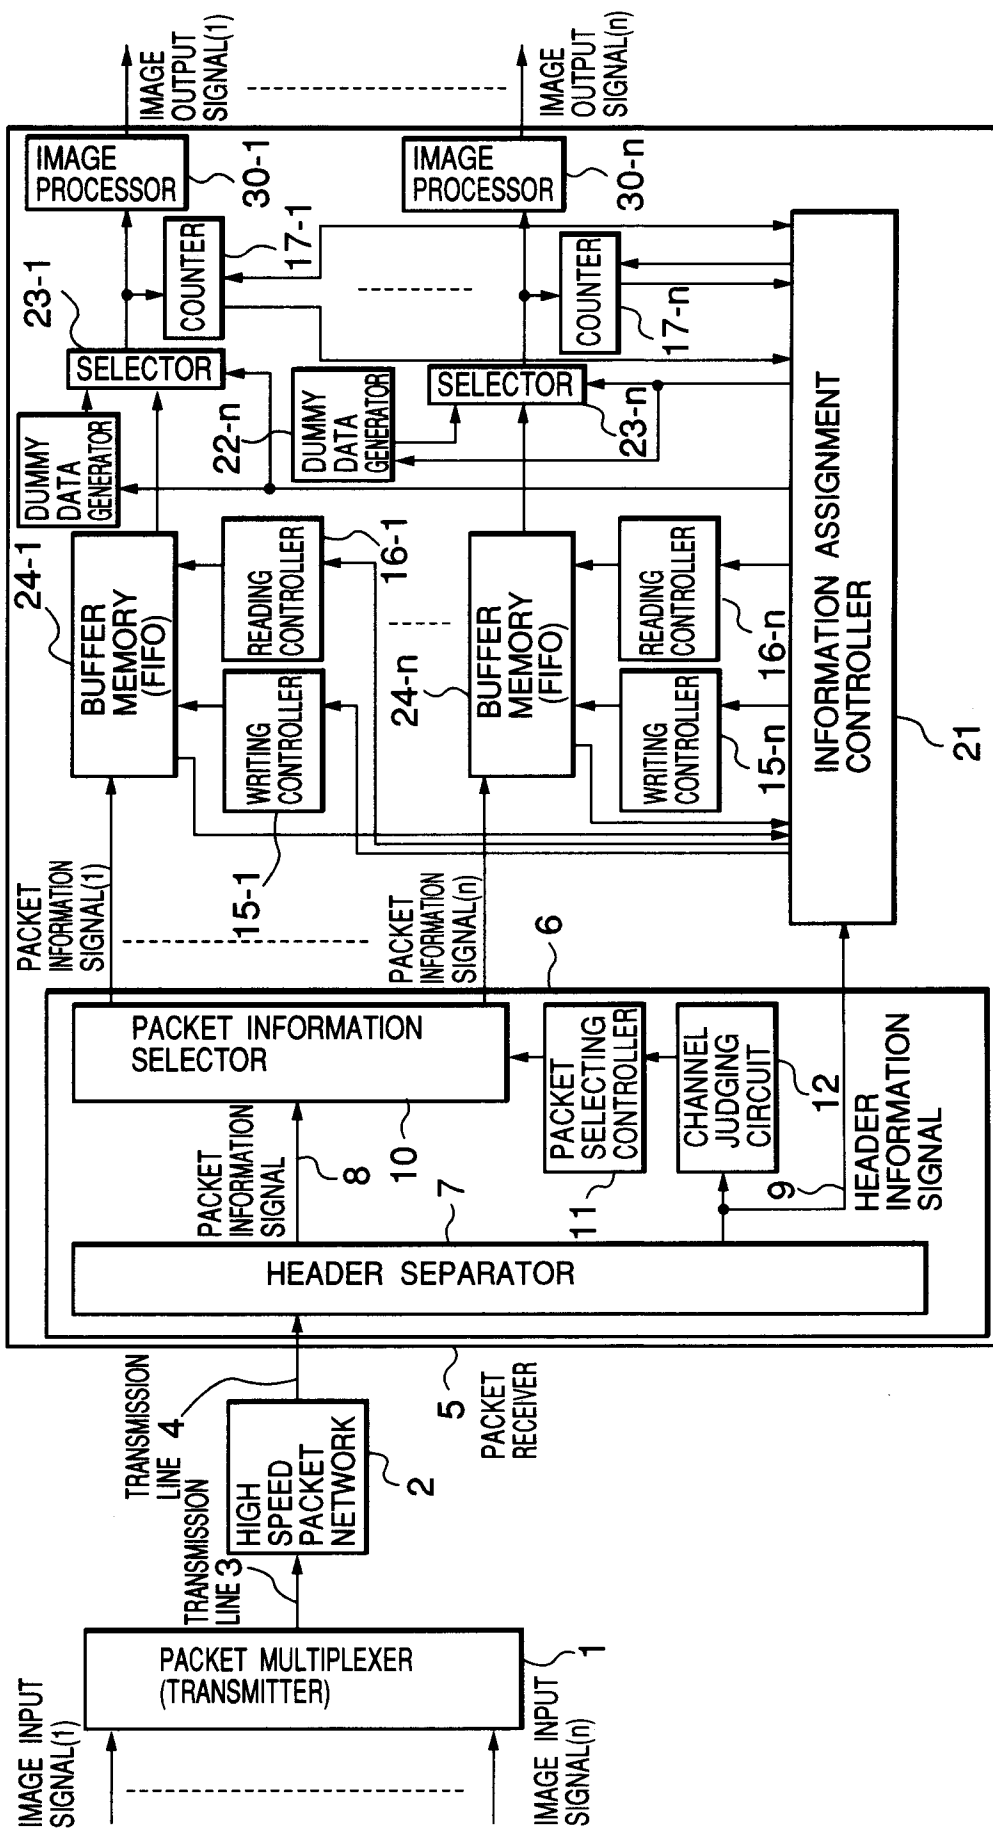 IMAGE INPUT
SIGNAL(1)
IMAGE INPUT
SIGNAL(n)
PACKET MULTIPLEXER
(TRANSMITTER)
1
TRANSMISSION
LINE 3
HIGH
SPEED
PACKET
NETWORK
2
TRANSMISSION
LINE 4
5
PACKET
RECEIVER
HEADER SEPARATOR
7
PACKET
INFORMATION
SIGNAL
8
9
HEADER
INFORMATION
SIGNAL
PACKET INFORMATION
SELECTOR
10
PACKET
SELECTING
CONTROLLER
11
CHANNEL
JUDGING
CIRCUIT
12
6
PACKET
INFORMATION
SIGNAL(1)
PACKET
INFORMATION
SIGNAL(n)
BUFFER
MEMORY
(FIFO)
24-1
WRITING
CONTROLLER
15-1
READING
CONTROLLER
16-1
BUFFER
MEMORY
(FIFO)
24-n
WRITING
CONTROLLER
15-n
READING
CONTROLLER
16-n
INFORMATION ASSIGNMENT
CONTROLLER
21
DUMMY
DATA
GENERATOR
DUMMY
DATA
GENERATOR
22-n
SELECTOR
23-1
SELECTOR
23-n
COUNTER
17-1
COUNTER
17-n
IMAGE
PROCESSOR
30-1
IMAGE
PROCESSOR
30-n
IMAGE
OUTPUT
SIGNAL(1)
IMAGE
OUTPUT
SIGNAL(n)